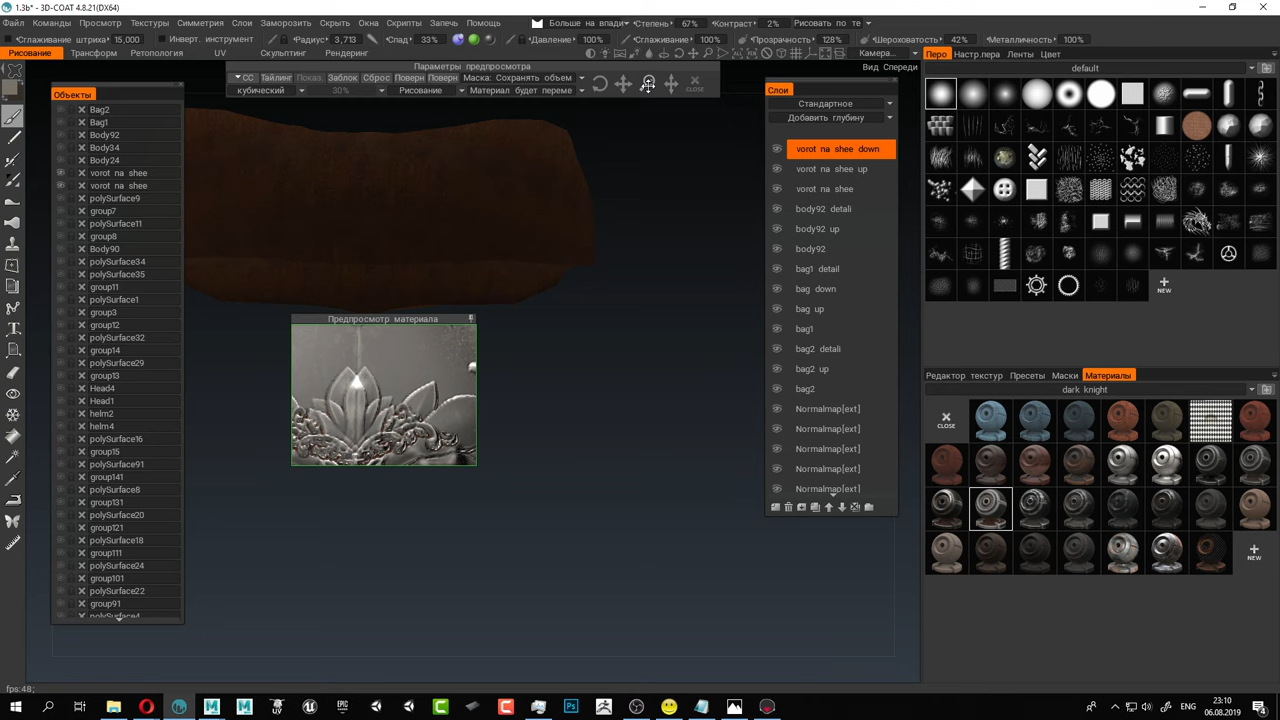 1.3b* - 3D-COAT 4.8.21(DX64)
Команды Макросы Просмотр Текстуры Симметрия Слои Заморозить Скрыть Окна Скрипты Запечь Помощь Больше на впади Степень 67% Контраст 2% Рисовать по те
Сглаживание штриха 15,000 Инверт. инструмент Радиус 3,713 Спад 33% Давление 100% Сглаживание 100% Прозрачность 128% Шероховатость 42% Металличность 100%
Рисование Трансформ Ретопология UV Скульптинг Рендеринг Камера... Перо Настр.пера Ленты Цвет
Параметры предпросмотра
Вид Спереди
default
СС Тайлинг Показ. Заблок Сброс Поверн Поверн Маска: Сохранять объем
кубический 30% Рисование Материал будет переме CLOSE
Объекты
Bag2
Bag1
Body92
Body34
Body24
vorot na shee
vorot na shee
polySurface9
group7
polySurface11
group8
Body90
polySurface34
polySurface35
group11
polySurface1
group3
group12
polySurface32
group14
polySurface29
group13
Head4
Head1
helm2
helm4
polySurface16
group15
polySurface91
group141
polySurface8
group131
polySurface20
group121
polySurface18
group111
polySurface24
group101
polySurface22
group91
polySurface4
Предпросмотр материала
Слои
Стандартное
Добавить глубину
vorot na shee down
vorot na shee up
vorot na shee
body92 detali
body92 up
body92
bag1 detail
bag down
bag up
bag1
bag2 detali
bag2 up
bag2
Normalmap[ext]
Normalmap[ext]
Normalmap[ext]
Normalmap[ext]
Normalmap[ext]
NEW
Редактор текстур Пресеты Маски Материалы
dark knight
CLOSE
NEW
fps:48;
ENG
23:10
06.08.2019